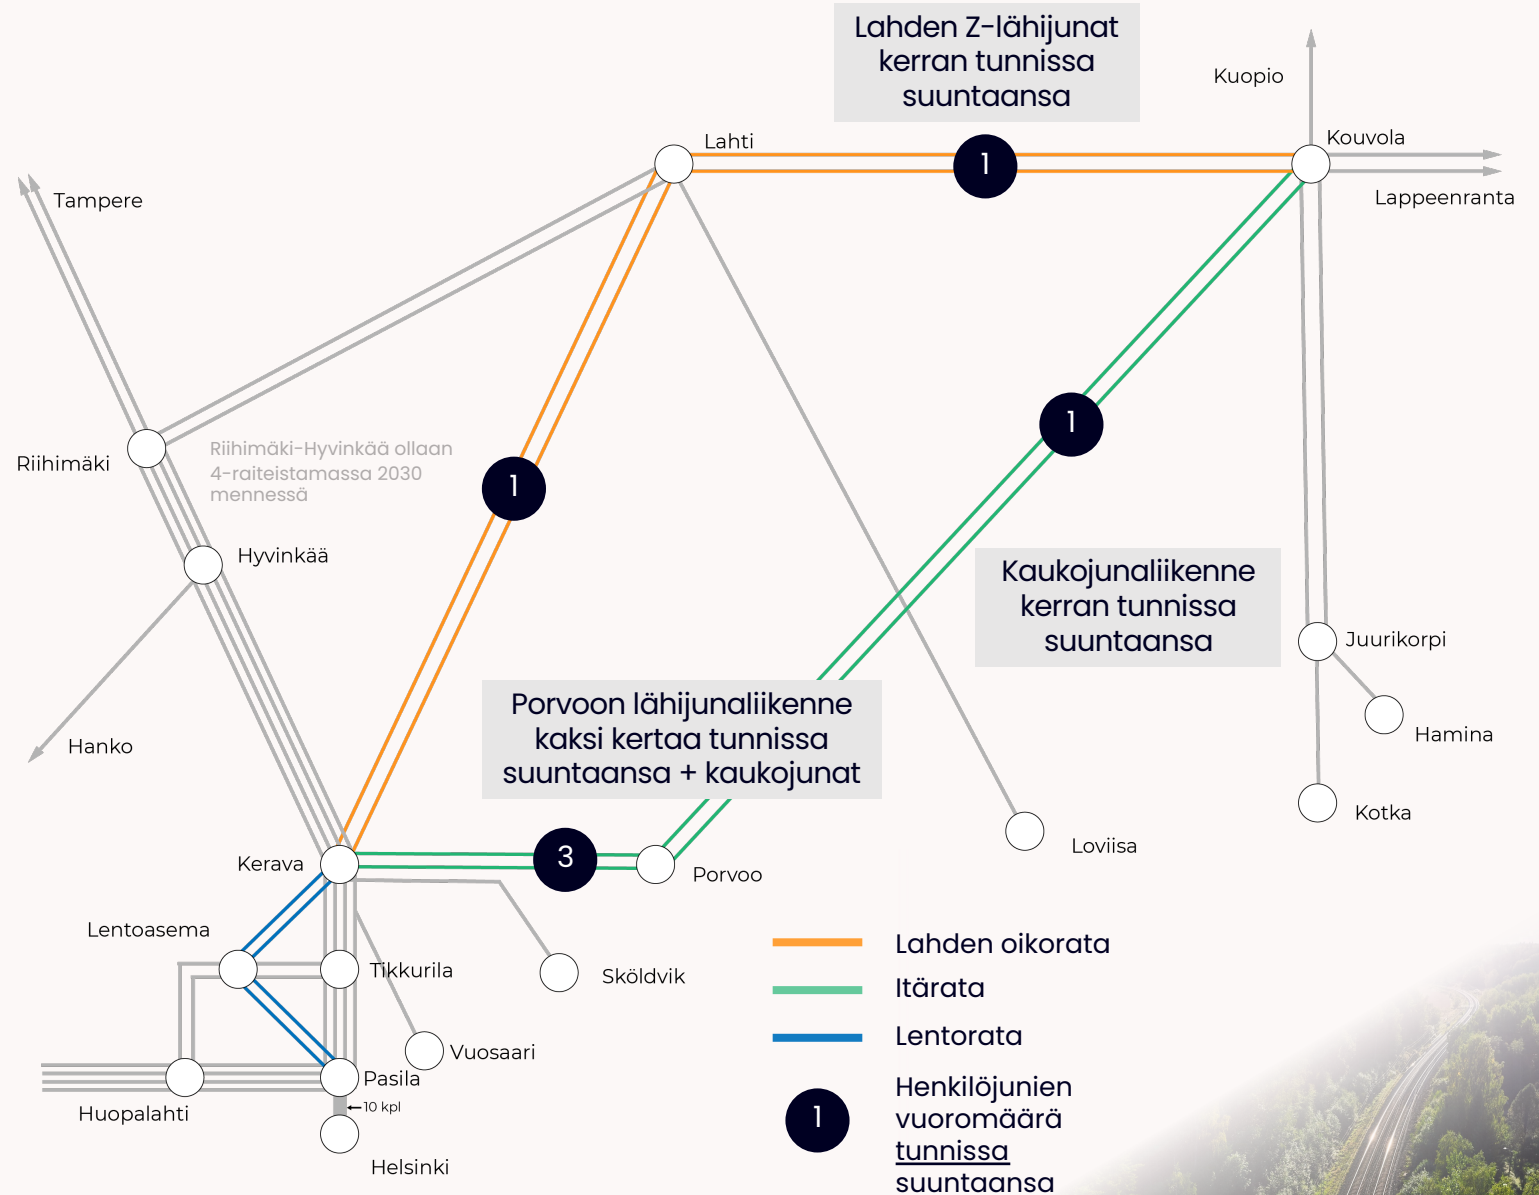 Lahden Z-lähijunat
kerran tunnissa
suuntaansa
Kuopio
Lahti
Kouvola
1
Tampere
Lappeenranta
1
Riihimäki-Hyvinkää ollaan
4-raiteistamassa 2030
mennessä
Riihimäki
1
Hyvinkää
Kaukojunaliikenne
kerran tunnissa
suuntaansa
Juurikorpi
Porvoon lähijunaliikenne
kaksi kertaa tunnissa
suuntaansa + kaukojunat
Hanko
Hamina
Kotka
Loviisa
Kerava
3
Porvoo
Lentoasema
Tikkurila
Sköldvik
Vuosaari
Pasila
10 kpl
Huopalahti
Helsinki
Lahden oikorata
Itärata
Lentorata
1
Henkilöjunien
vuoromäärä
tunnissa
suuntaansa